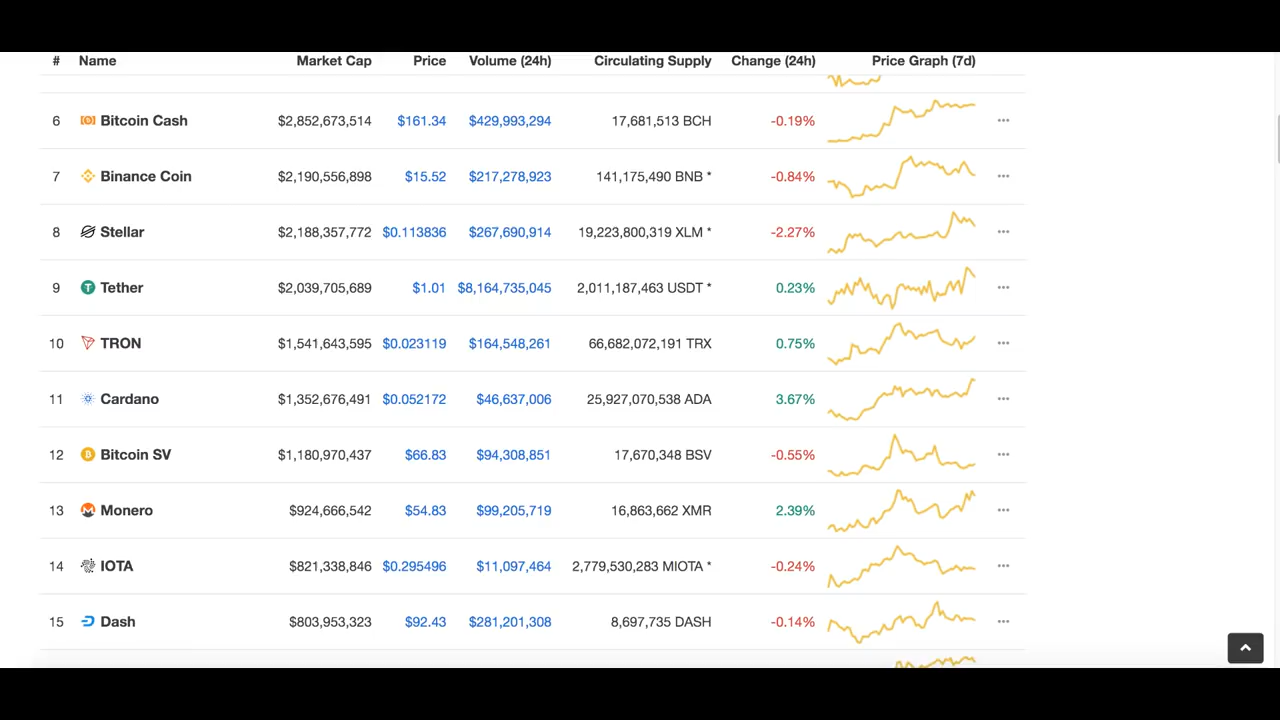 # Name Market Cap Price Volume (24h) Circulating Supply Change (24h) Price Graph (7d)
6 Bitcoin Cash $2,852,673,514 $161.34 $429,993,294 17,681,513 BCH -0.19%
7 Binance Coin $2,190,556,898 $15.52 $217,278,923 141,175,490 BNB * -0.84%
8 Stellar $2,188,357,772 $0.113836 $267,690,914 19,223,800,319 XLM * -2.27%
9 Tether $2,039,705,689 $1.01 $8,164,735,045 2,011,187,463 USDT * 0.23%
10 TRON $1,541,643,595 $0.023119 $164,548,261 66,682,072,191 TRX 0.75%
11 Cardano $1,352,676,491 $0.052172 $46,637,006 25,927,070,538 ADA 3.67%
12 Bitcoin SV $1,180,970,437 $66.83 $94,308,851 17,670,348 BSV -0.55%
13 Monero $924,666,542 $54.83 $99,205,719 16,863,662 XMR 2.39%
14 IOTA $821,338,846 $0.295496 $11,097,464 2,779,530,283 MIOTA * -0.24%
15 Dash $803,953,323 $92.43 $281,201,308 8,697,735 DASH -0.14%